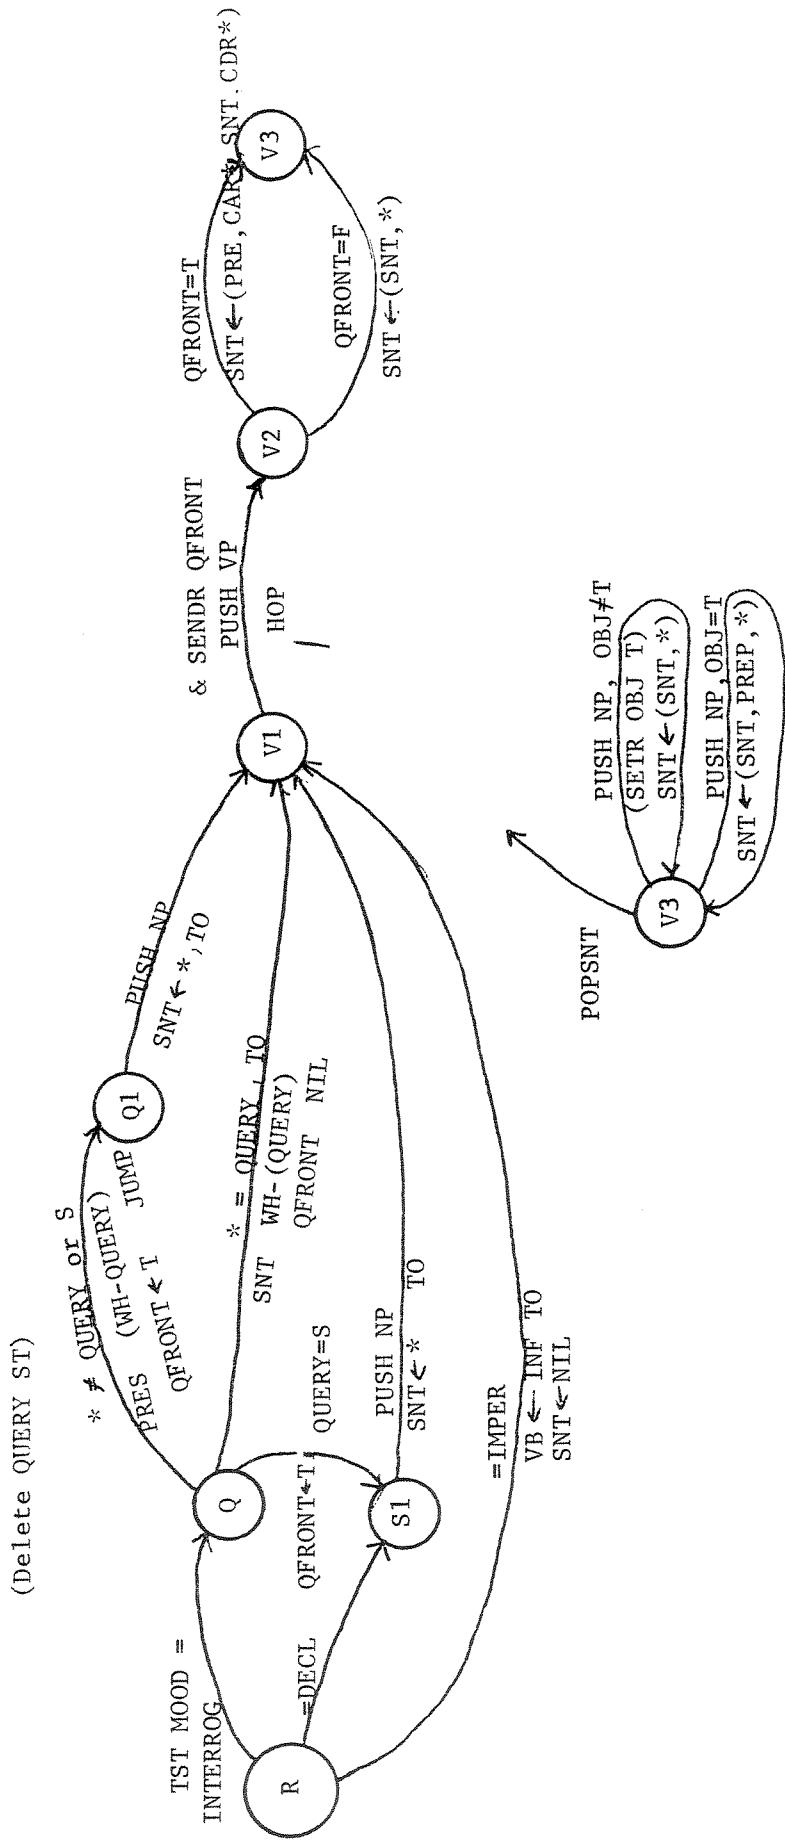 (Delete QUERY ST)
TST MOOD =
INTERROG
R
=DECL
=IMPER
VB ← INF TO
SNT←NIL
Q
* ≠ QUERY or S
PRES (WH-QUERY)
QFRONT ← T JUMP
Q1
PUSH NP
SNT ← *, TO
* = QUERY, TO
SNT WH-(QUERY)
QFRONT NIL
QUERY=S
QFRONT←T,
S1
PUSH NP
SNT← * TO
V1
& SENDR QFRONT
PUSH VP
HOP
V2
QFRONT=T
SNT←(PRE,CAR*, SNT,CDR*)
QFRONT=F
SNT←(SNT,*)
V3
POPSNT
V3
PUSH NP, OBJ≠T
(SETR OBJ T)
SNT←(SNT,*)
PUSH NP,OBJ=T
SNT←(SNT,PREP,*)